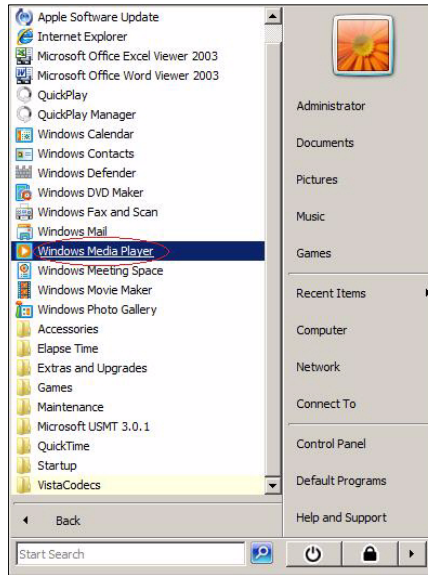 Apple Software Update
Internet Explorer
Microsoft Office Excel Viewer 2003
Microsoft Office Word Viewer 2003
QuickPlay
QuickPlay Manager
Windows Calendar
Windows Contacts
Windows Defender
Windows DVD Maker
Windows Fax and Scan
Windows Mail
Windows Media Player
Windows Meeting Space
Windows Movie Maker
Windows Photo Gallery
Accessories
Elapse Time
Extras and Upgrades
Games
Maintenance
Microsoft USMT 3.0.1
QuickTime
Startup
VistaCodecs
Back
Start Search
Administrator
Documents
Pictures
Music
Games
Recent Items
Computer
Network
Connect To
Control Panel
Default Programs
Help and Support